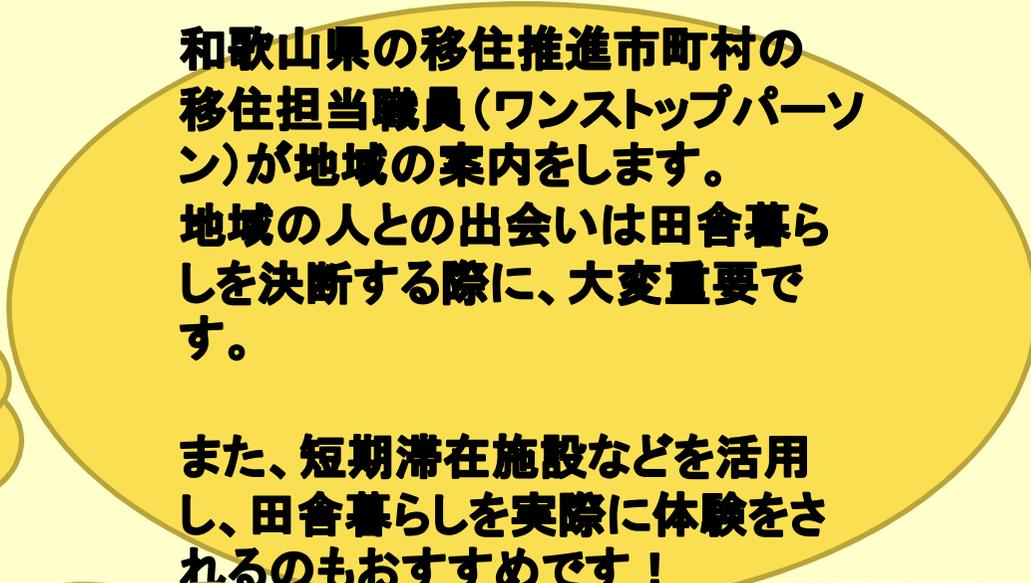 和歌山県の移住推進市町村の
移住担当職員（ワンストップパーソ
ン）が地域の案内をします。
地域の人との出会いは田舎暮ら
しを決断する際に、大変重要で
す。
また、短期滞在施設などを活用
し、田舎暮らしを実際に体験をさ
れるのもおすすめです！